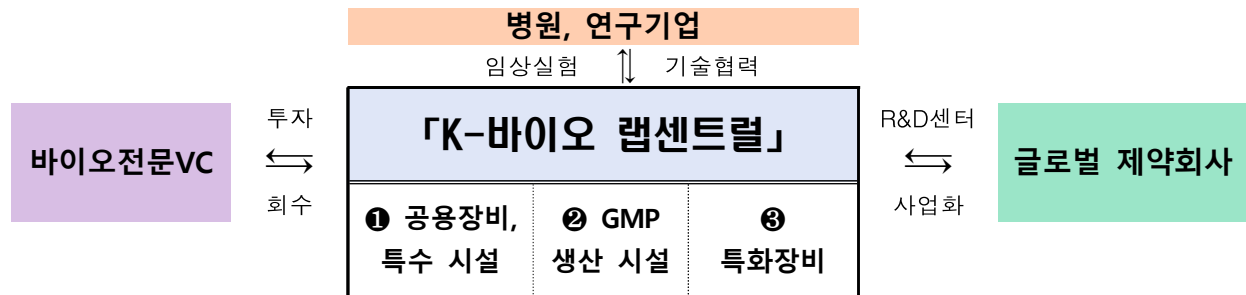 병원, 연구기업
임상실험 기술협력
바이오전문VC
투자
회수
「K-바이오 랩센트럴」
❶ 공용장비,
특수 시설
❷ GMP
생산 시설
❸
특화장비
R&D센터
사업화
글로벌 제약회사